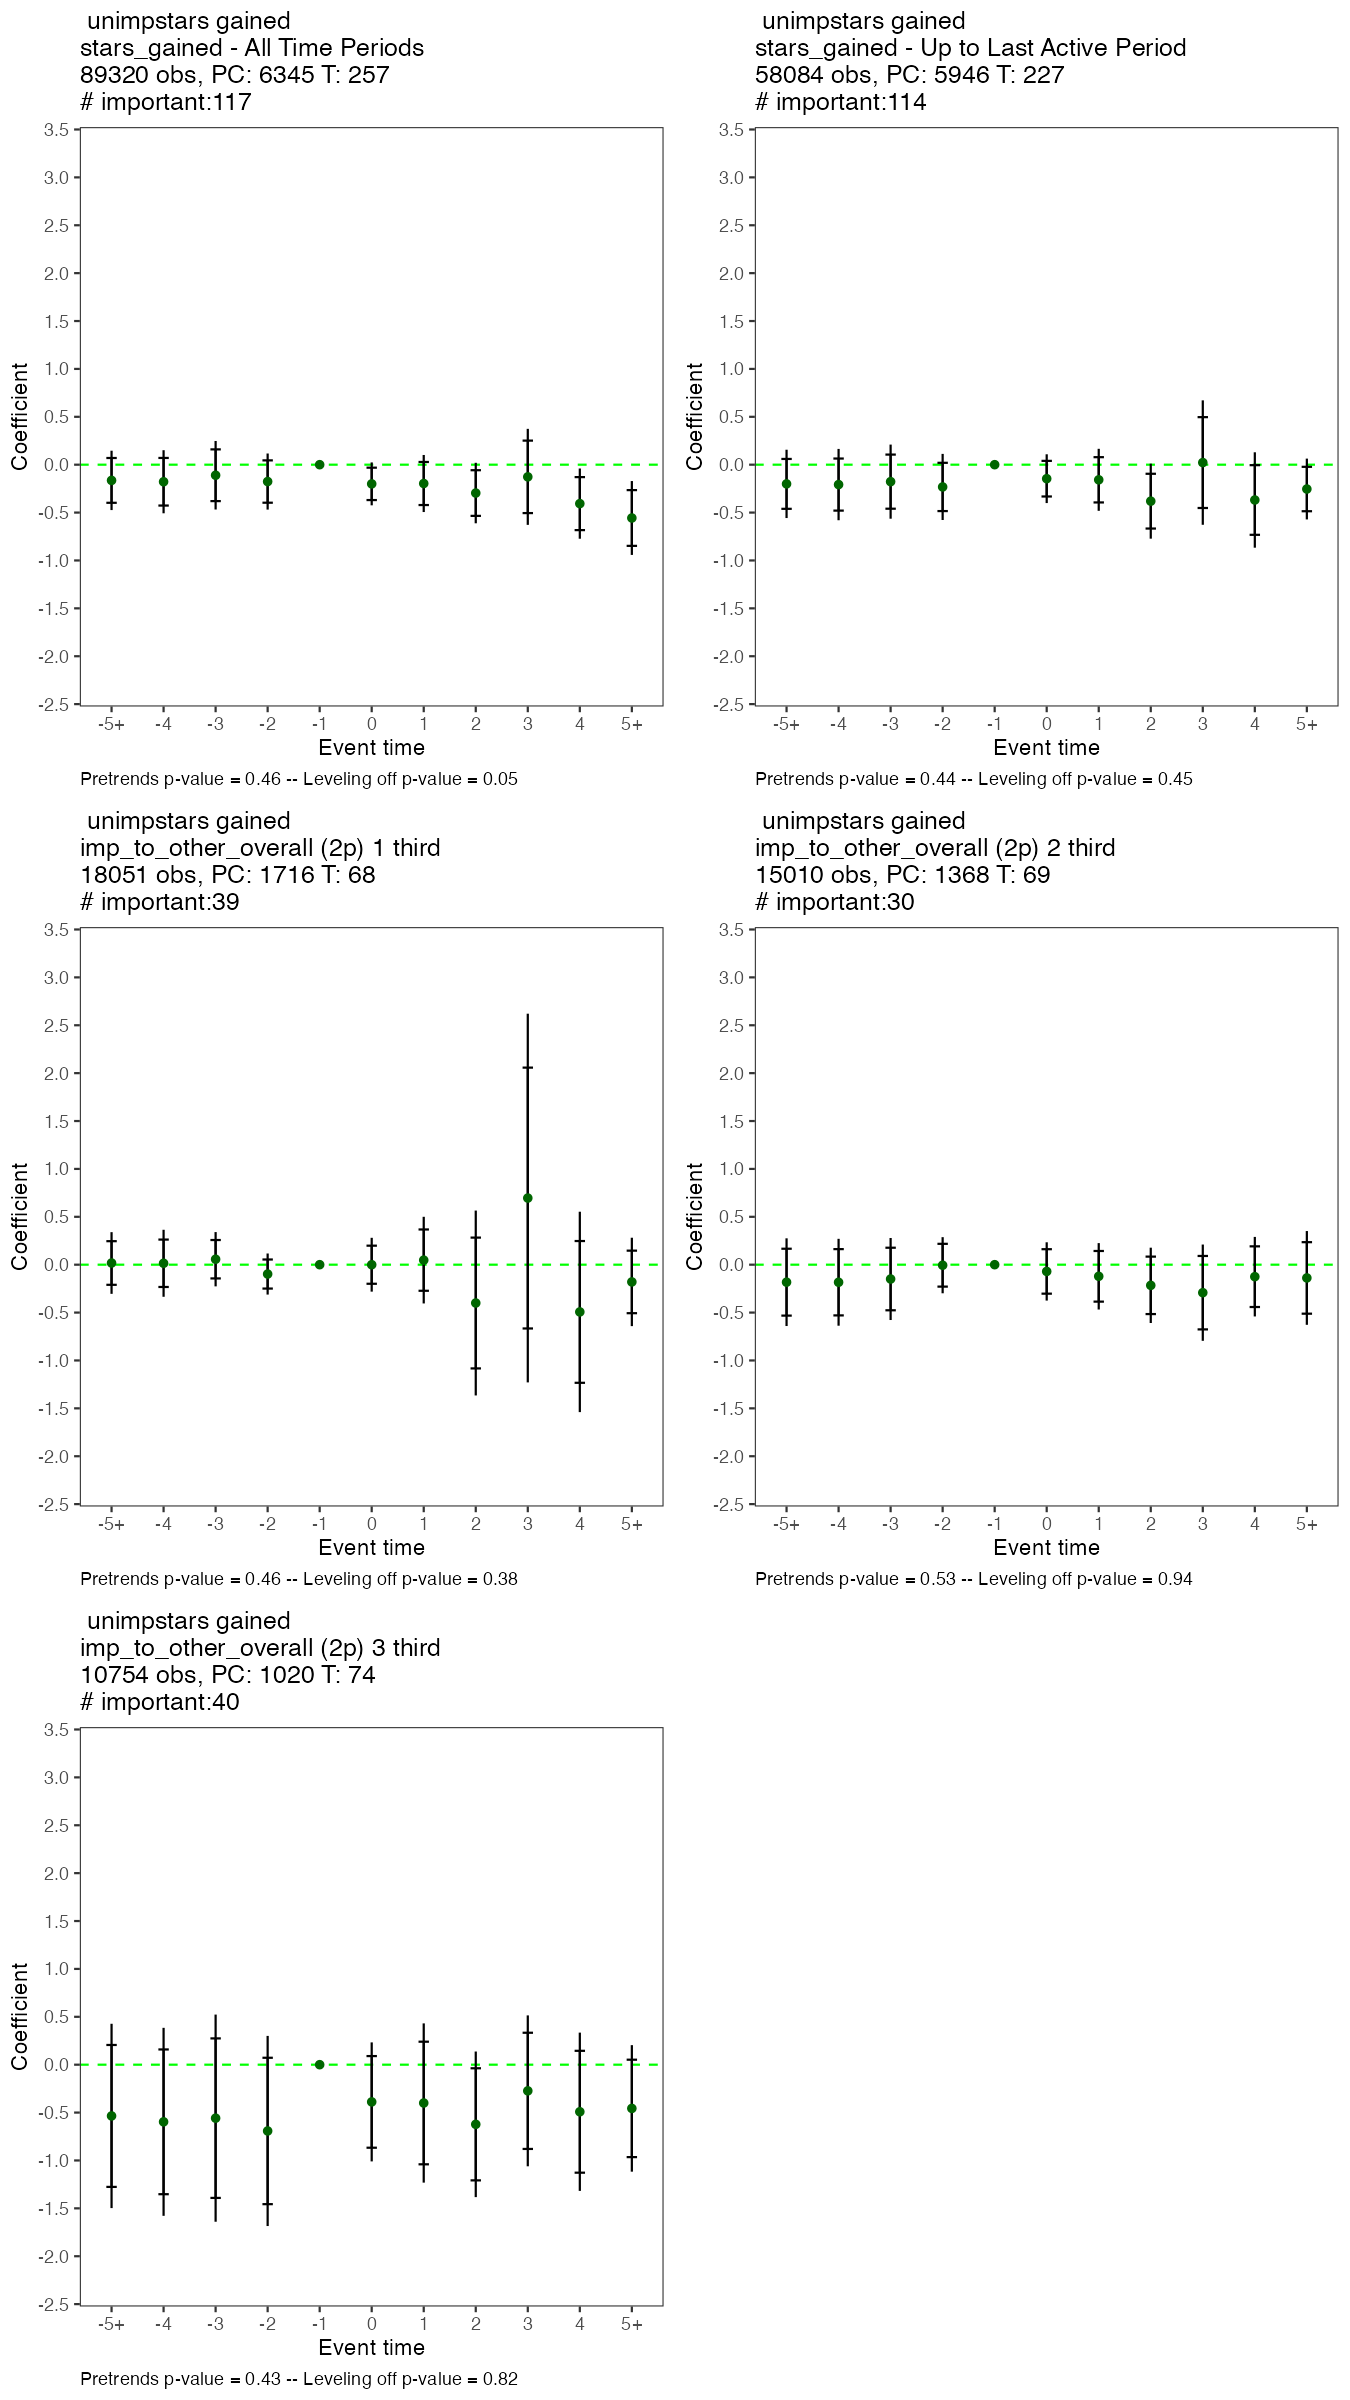 unimpstars gained
stars_gained - All Time Periods
89320 obs, PC: 6345 T: 257
# important:117
3.5
3.0
2.5
2.0
1.5
1.0
0.5
0.0
-0.5
-1.0
-1.5
-2.0
-2.5
Coefficient
-5+ -4 -3 -2 -1 0 1 2 3 4 5+
Event time
Pretrends p-value = 0.46 -- Leveling off p-value = 0.05
unimpstars gained
stars_gained - Up to Last Active Period
58084 obs, PC: 5946 T: 227
# important:114
3.5
3.0
2.5
2.0
1.5
1.0
0.5
0.0
-0.5
-1.0
-1.5
-2.0
-2.5
Coefficient
-5+ -4 -3 -2 -1 0 1 2 3 4 5+
Event time
Pretrends p-value = 0.44 -- Leveling off p-value = 0.45
unimpstars gained
imp_to_other_overall (2p) 1 third
18051 obs, PC: 1716 T: 68
# important:39
3.5
3.0
2.5
2.0
1.5
1.0
0.5
0.0
-0.5
-1.0
-1.5
-2.0
-2.5
Coefficient
-5+ -4 -3 -2 -1 0 1 2 3 4 5+
Event time
Pretrends p-value = 0.46 -- Leveling off p-value = 0.38
unimpstars gained
imp_to_other_overall (2p) 2 third
15010 obs, PC: 1368 T: 69
# important:30
3.5
3.0
2.5
2.0
1.5
1.0
0.5
0.0
-0.5
-1.0
-1.5
-2.0
-2.5
Coefficient
-5+ -4 -3 -2 -1 0 1 2 3 4 5+
Event time
Pretrends p-value = 0.53 -- Leveling off p-value = 0.94
unimpstars gained
imp_to_other_overall (2p) 3 third
10754 obs, PC: 1020 T: 74
# important:40
3.5
3.0
2.5
2.0
1.5
1.0
0.5
0.0
-0.5
-1.0
-1.5
-2.0
-2.5
Coefficient
-5+ -4 -3 -2 -1 0 1 2 3 4 5+
Event time
Pretrends p-value = 0.43 -- Leveling off p-value = 0.82